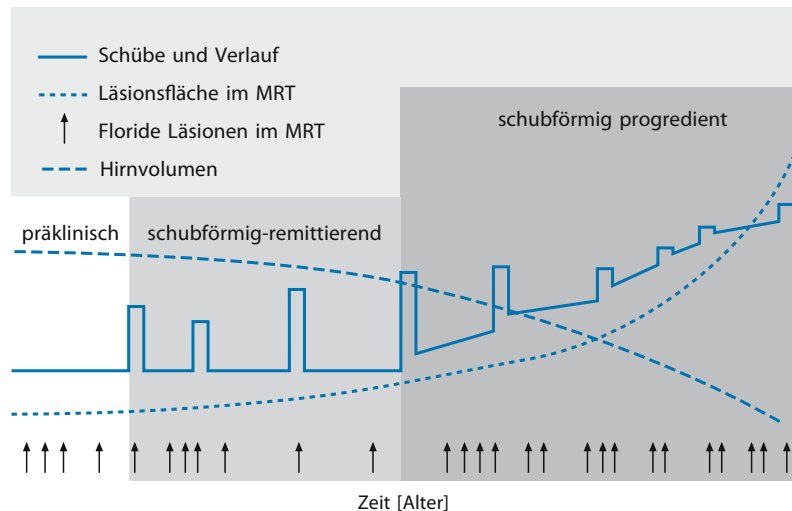 Schübe und Verlauf
Läsionsfläche im MRT
Floride Läsionen im MRT
Hirnvolumen
schubförmig progredient
präklinisch
schubförmig-remittierend
Zeit [Alter]